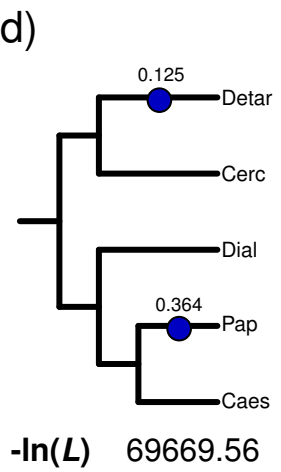 d)
0.125
Detar
Cerc
Dial
0.364
Pap
Caes
-ln(L) 69669.56